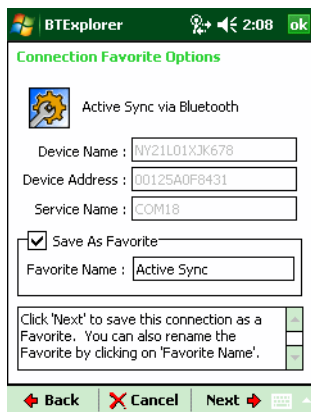 BTExplorer 2:08 ok
Connection Favorite Options
Active Sync via Bluetooth
Device Name : NY21L01XJK678
Device Address : 00125A0F8431
Service Name : COM18
Save As Favorite
Favorite Name : Active Sync
Click 'Next' to save this connection as a
Favorite. You can also rename the
Favorite by clicking on 'Favorite Name'.
Back Cancel Next